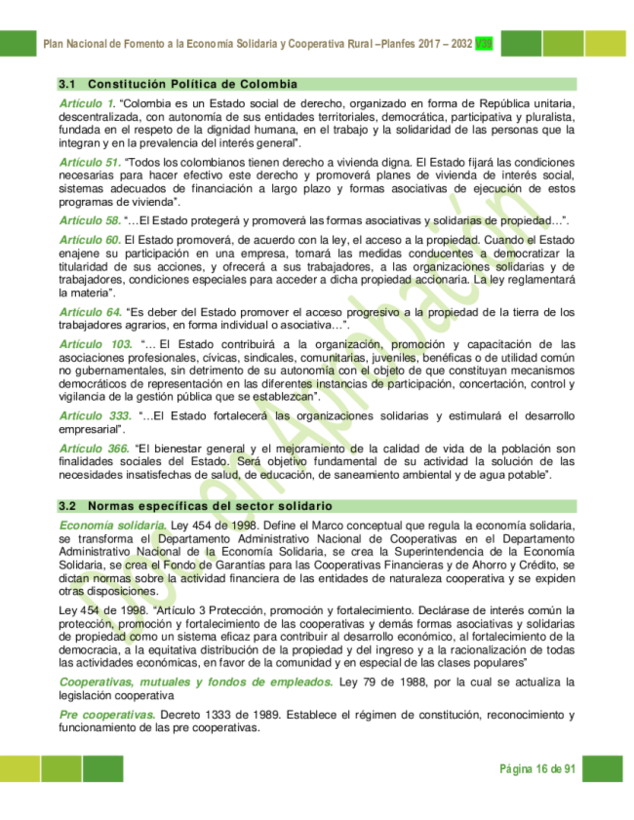 Plan Nacional de Fomento a la Economía Solidaria y Cooperativa Rural –Planfes 2017 – 2032 V39
3.1 Constitución Política de Colombia
Artículo 1. “Colombia es un Estado social de derecho, organizado en forma de República unitaria,
descentralizada, con autonomía de sus entidades territoriales, democrática, participativa y pluralista,
fundada en el respeto de la dignidad humana, en el trabajo y la solidaridad de las personas que la
integran y en la prevalencia del interés general”.
Artículo 51. “Todos los colombianos tienen derecho a vivienda digna. El Estado fijará las condiciones
necesarias para hacer efectivo este derecho y promoverá planes de vivienda de interés social,
sistemas adecuados de financiación a largo plazo y formas asociativas de ejecución de estos
programas de vivienda”.
Artículo 58. “…El Estado protegerá y promoverá las formas asociativas y solidarias de propiedad…”.
Artículo 60. El Estado promoverá, de acuerdo con la ley, el acceso a la propiedad. Cuando el Estado
enajene su participación en una empresa, tomará las medidas conducentes a democratizar la
titularidad de sus acciones, y ofrecerá a sus trabajadores, a las organizaciones solidarias y de
trabajadores, condiciones especiales para acceder a dicha propiedad accionaria. La ley reglamentará
la materia”.
Artículo 64. “Es deber del Estado promover el acceso progresivo a la propiedad de la tierra de los
trabajadores agrarios, en forma individual o asociativa…”.
Artículo 103. “… El Estado contribuirá a la organización, promoción y capacitación de las
asociaciones profesionales, cívicas, sindicales, comunitarias, juveniles, benéficas o de utilidad común
no gubernamentales, sin detrimento de su autonomía con el objeto de que constituyan mecanismos
democráticos de representación en las diferentes instancias de participación, concertación, control y
vigilancia de la gestión pública que se establezcan”.
Artículo 333. “…El Estado fortalecerá las organizaciones solidarias y estimulará el desarrollo
empresarial”.
Artículo 366. “El bienestar general y el mejoramiento de la calidad de vida de la población son
finalidades sociales del Estado. Será objetivo fundamental de su actividad la solución de las
necesidades insatisfechas de salud, de educación, de saneamiento ambiental y de agua potable”.
3.2 Normas específicas del sector solidario
Economía solidaria. Ley 454 de 1998. Define el Marco conceptual que regula la economía solidaria,
se transforma el Departamento Administrativo Nacional de Cooperativas en el Departamento
Administrativo Nacional de la Economía Solidaria, se crea la Superintendencia de la Economía
Solidaria, se crea el Fondo de Garantías para las Cooperativas Financieras y de Ahorro y Crédito, se
dictan normas sobre la actividad financiera de las entidades de naturaleza cooperativa y se expiden
otras disposiciones.
Ley 454 de 1998. “Artículo 3 Protección, promoción y fortalecimiento. Declárase de interés común la
protección, promoción y fortalecimiento de las cooperativas y demás formas asociativas y solidarias
de propiedad como un sistema eficaz para contribuir al desarrollo económico, al fortalecimiento de la
democracia, a la equitativa distribución de la propiedad y del ingreso y a la racionalización de todas
las actividades económicas, en favor de la comunidad y en especial de las clases populares”
Cooperativas, mutuales y fondos de empleados. Ley 79 de 1988, por la cual se actualiza la
legislación cooperativa
Pre cooperativas. Decreto 1333 de 1989. Establece el régimen de constitución, reconocimiento y
funcionamiento de las pre cooperativas.
Doc. en Aprobación
Página 16 de 91